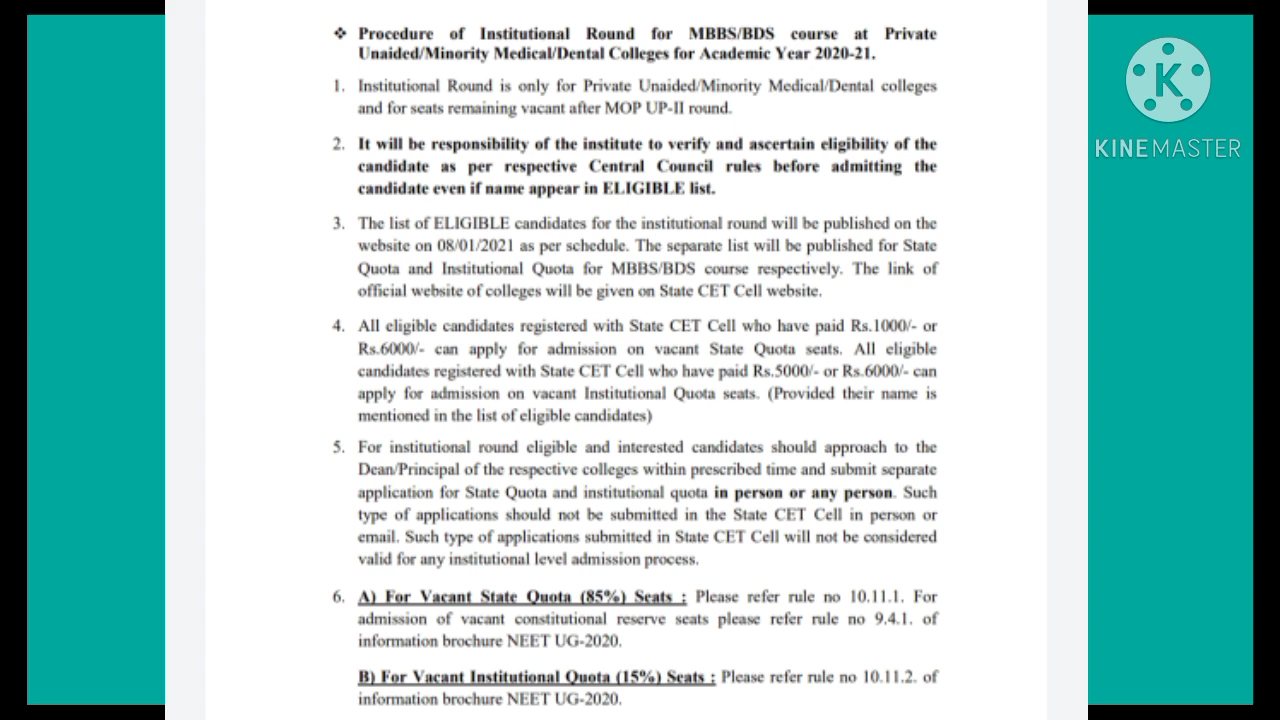 ❖ Procedure of Institutional Round for MBBS/BDS course at Private
Unaided/Minority Medical/Dental Colleges for Academic Year 2020-21.
1. Institutional Round is only for Private Unaided/Minority Medical/Dental colleges
and for seats remaining vacant after MOP UP-II round.
2. It will be responsibility of the institute to verify and ascertain eligibility of the
candidate as per respective Central Council rules before admitting the
candidate even if name appear in ELIGIBLE list.
3. The list of ELIGIBLE candidates for the institutional round will be published on the
website on 08/01/2021 as per schedule. The separate list will be published for State
Quota and Institutional Quota for MBBS/BDS course respectively. The link of
official website of colleges will be given on State CET Cell website.
4. All eligible candidates registered with State CET Cell who have paid Rs.1000/- or
Rs.6000/- can apply for admission on vacant State Quota seats. All eligible
candidates registered with State CET Cell who have paid Rs.5000/- or Rs.6000/- can
apply for admission on vacant Institutional Quota seats. (Provided their name is
mentioned in the list of eligible candidates)
5. For institutional round eligible and interested candidates should approach to the
Dean/Principal of the respective colleges within prescribed time and submit separate
application for State Quota and institutional quota in person or any person. Such
type of applications should not be submitted in the State CET Cell in person or
email. Such type of applications submitted in State CET Cell will not be considered
valid for any institutional level admission process.
6. A) For Vacant State Quota (85%) Seats : Please refer rule no 10.11.1. For
admission of vacant constitutional reserve seats please refer rule no 9.4.1. of
information brochure NEET UG-2020.
B) For Vacant Institutional Quota (15%) Seats : Please refer rule no 10.11.2. of
information brochure NEET UG-2020.
K
KINEMASTER